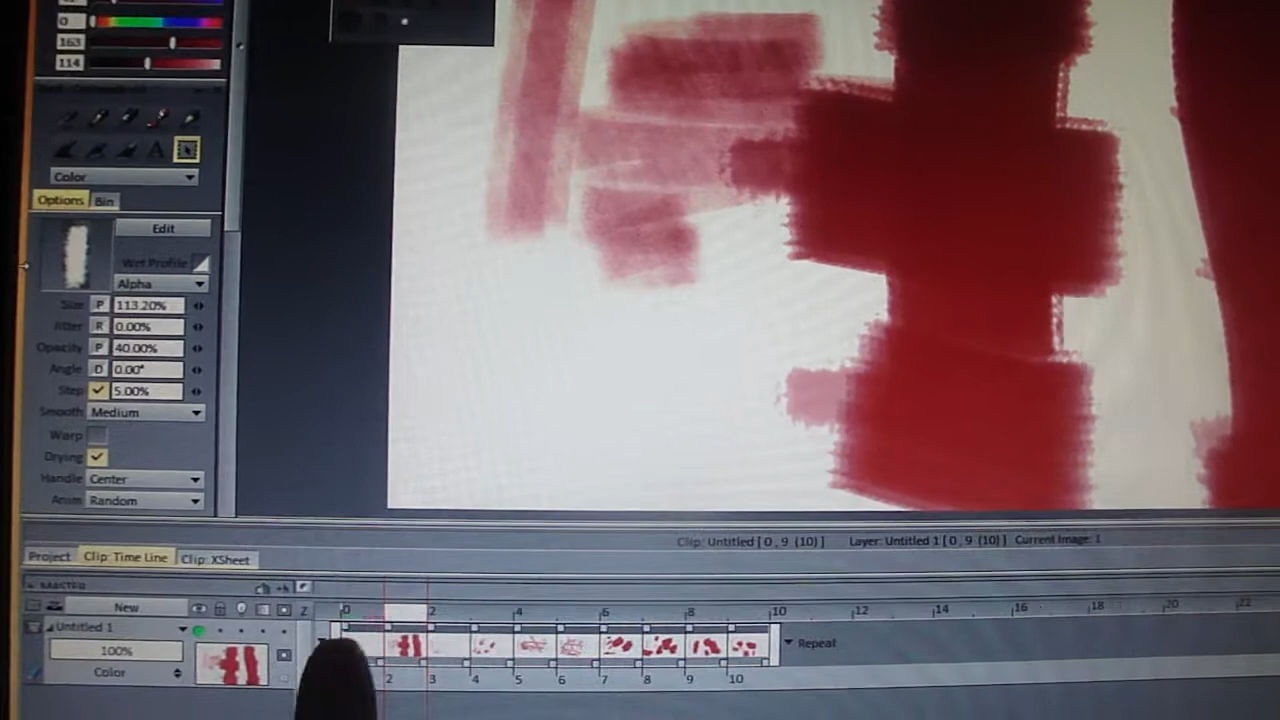 0
163
114
Color
Options Bin
Edit
Wet Profile
Alpha
Size P 113.20%
Jitter R 0.00%
Opacity P 40.00%
Angle D 0.00°
Step 5.00%
Smooth Medium
Warp
Drying
Handle Center
Anim Random
Clip: Untitled [ 0 , 9 (10) ] Layer: Untitled 1 [ 0 , 9 (10) ] Current Image: 1
Project Clip: Time Line Clip: XSheet
MASTER
New Z 0 2 4 6 8 10 12 14 16 18 20 22
Untitled 1
100%
Repeat
Color 2 3 4 5 6 7 8 9 10